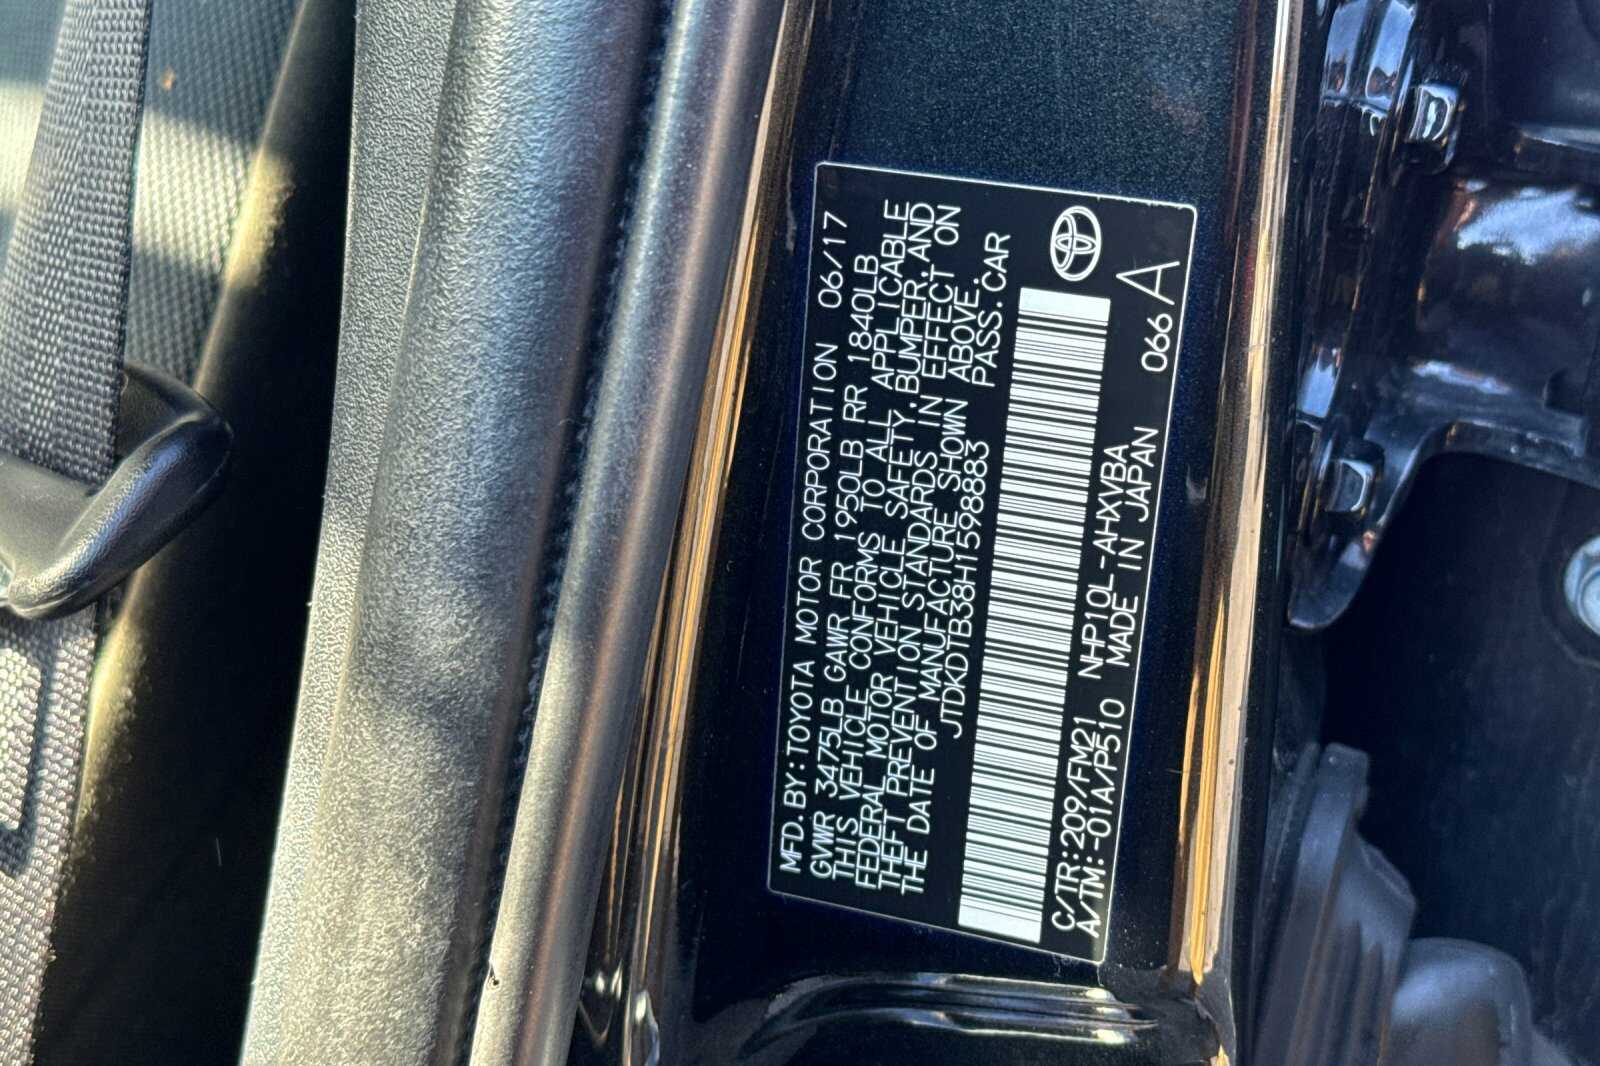 MFD.BY:TOYOTA MOTOR CORPORATION 06/17
GVWR 3475LB GAWR FR 1950LB RR 1840LB
THIS VEHICLE CONFORMS TO ALL APPLICABLE
FEDERAL MOTOR VEHICLE SAFETY,BUMPER,AND
THEFT PREVENTION STANDARDS IN EFFECT ON
THE DATE OF MANUFACTURE SHOWN ABOVE.
JTDKDTB38H1598883 PASS.CAR
C/TR:209/FM21 NHP10L-AHXVBA 066 A
A/TM:-01A/P510 MADE IN JAPAN